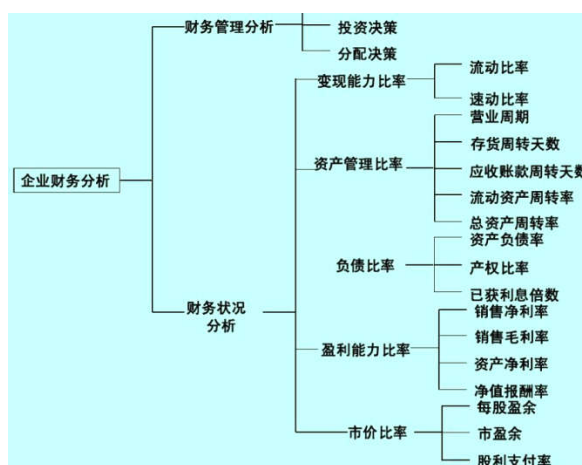 财务管理分析
投资决策
分配决策
变现能力比率
流动比率
速动比率
营业周期
存货周转天数
资产管理比率
应收账款周转天数
企业财务分析
流动资产周转率
总资产周转率
资产负债率
负债比率
产权比率
已获利息倍数
财务状况
分析
销售净利率
销售毛利率
盈利能力比率
资产净利率
净值报酬率
每股盈余
市价比率
市盈余
股利支付率